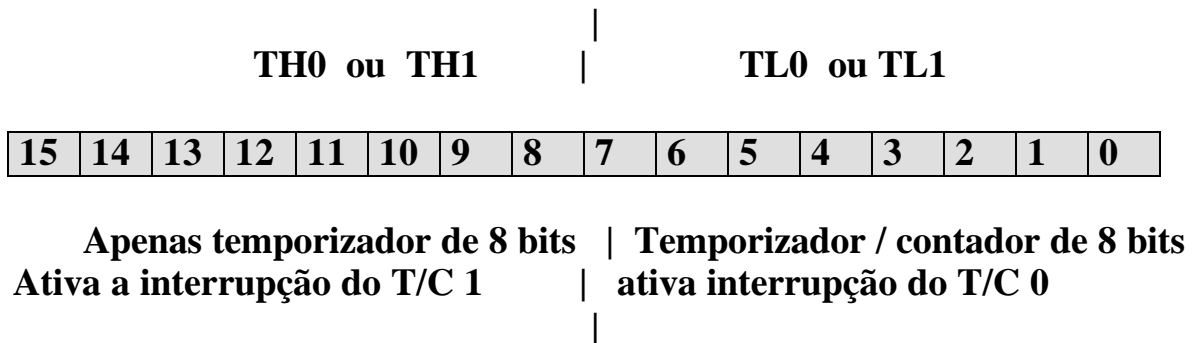 |
TH0 ou TH1 | TL0 ou TL1
15 14 13 12 11 10 9 8 7 6 5 4 3 2 1 0
Apenas temporizador de 8 bits | Temporizador / contador de 8 bits
Ativa a interrupção do T/C 1 | ativa interrupção do T/C 0
|